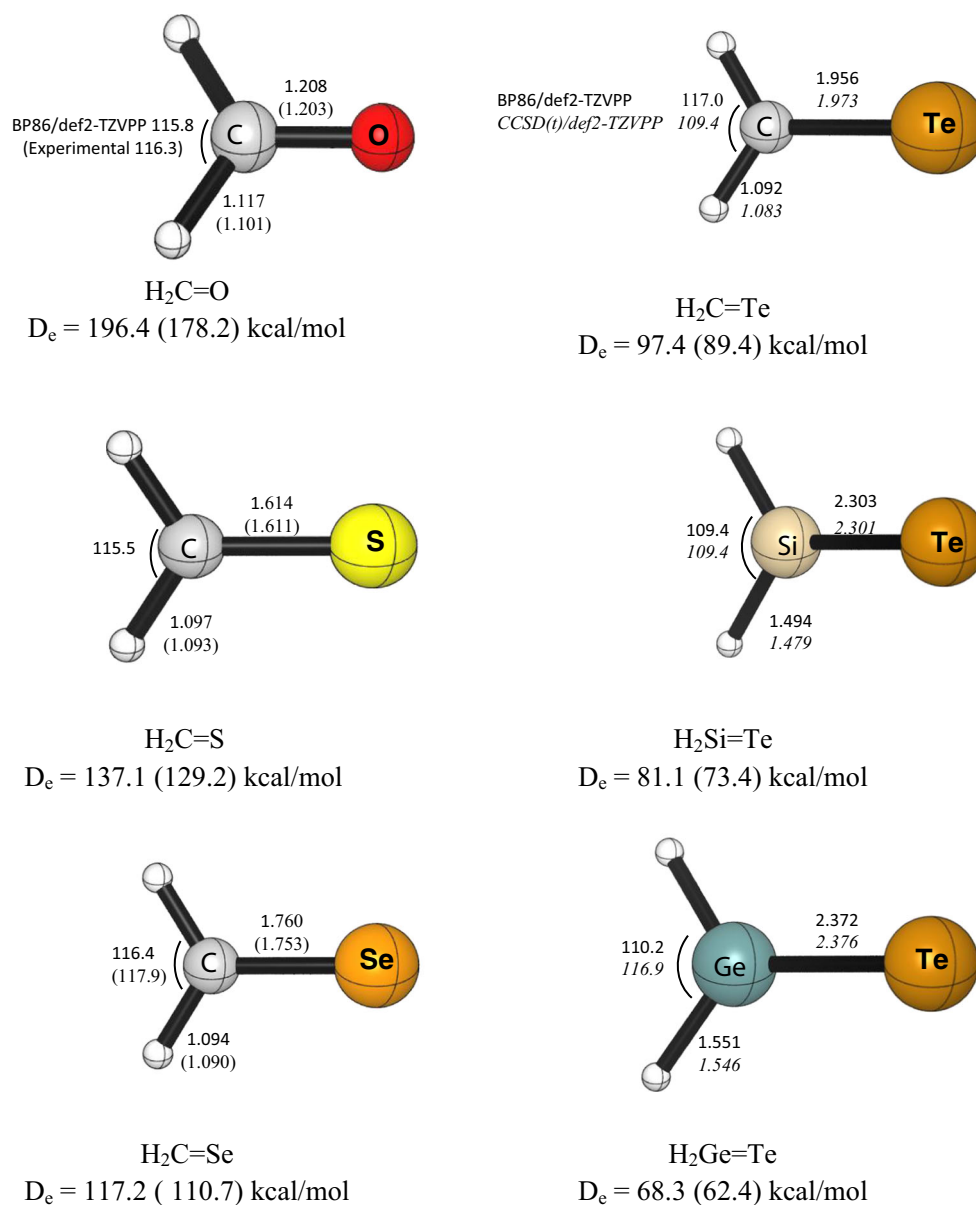 1.208
(1.203)
BP86/def2-TZVPP 115.8
(Experimental 116.3)
C
O
1.117
(1.101)
H₂C=O
Dₑ = 196.4 (178.2) kcal/mol
BP86/def2-TZVPP
CCSD(t)/def2-TZVPP
117.0
109.4
1.956
1.973
C
Te
1.092
1.083
H₂C=Te
Dₑ = 97.4 (89.4) kcal/mol
1.614
(1.611)
115.5
C
S
1.097
(1.093)
H₂C=S
Dₑ = 137.1 (129.2) kcal/mol
2.303
2.301
109.4
109.4
Si
Te
1.494
1.479
H₂Si=Te
Dₑ = 81.1 (73.4) kcal/mol
1.760
(1.753)
116.4
(117.9)
C
Se
1.094
(1.090)
H₂C=Se
Dₑ = 117.2 ( 110.7) kcal/mol
2.372
2.376
110.2
116.9
Ge
Te
1.551
1.546
H₂Ge=Te
Dₑ = 68.3 (62.4) kcal/mol